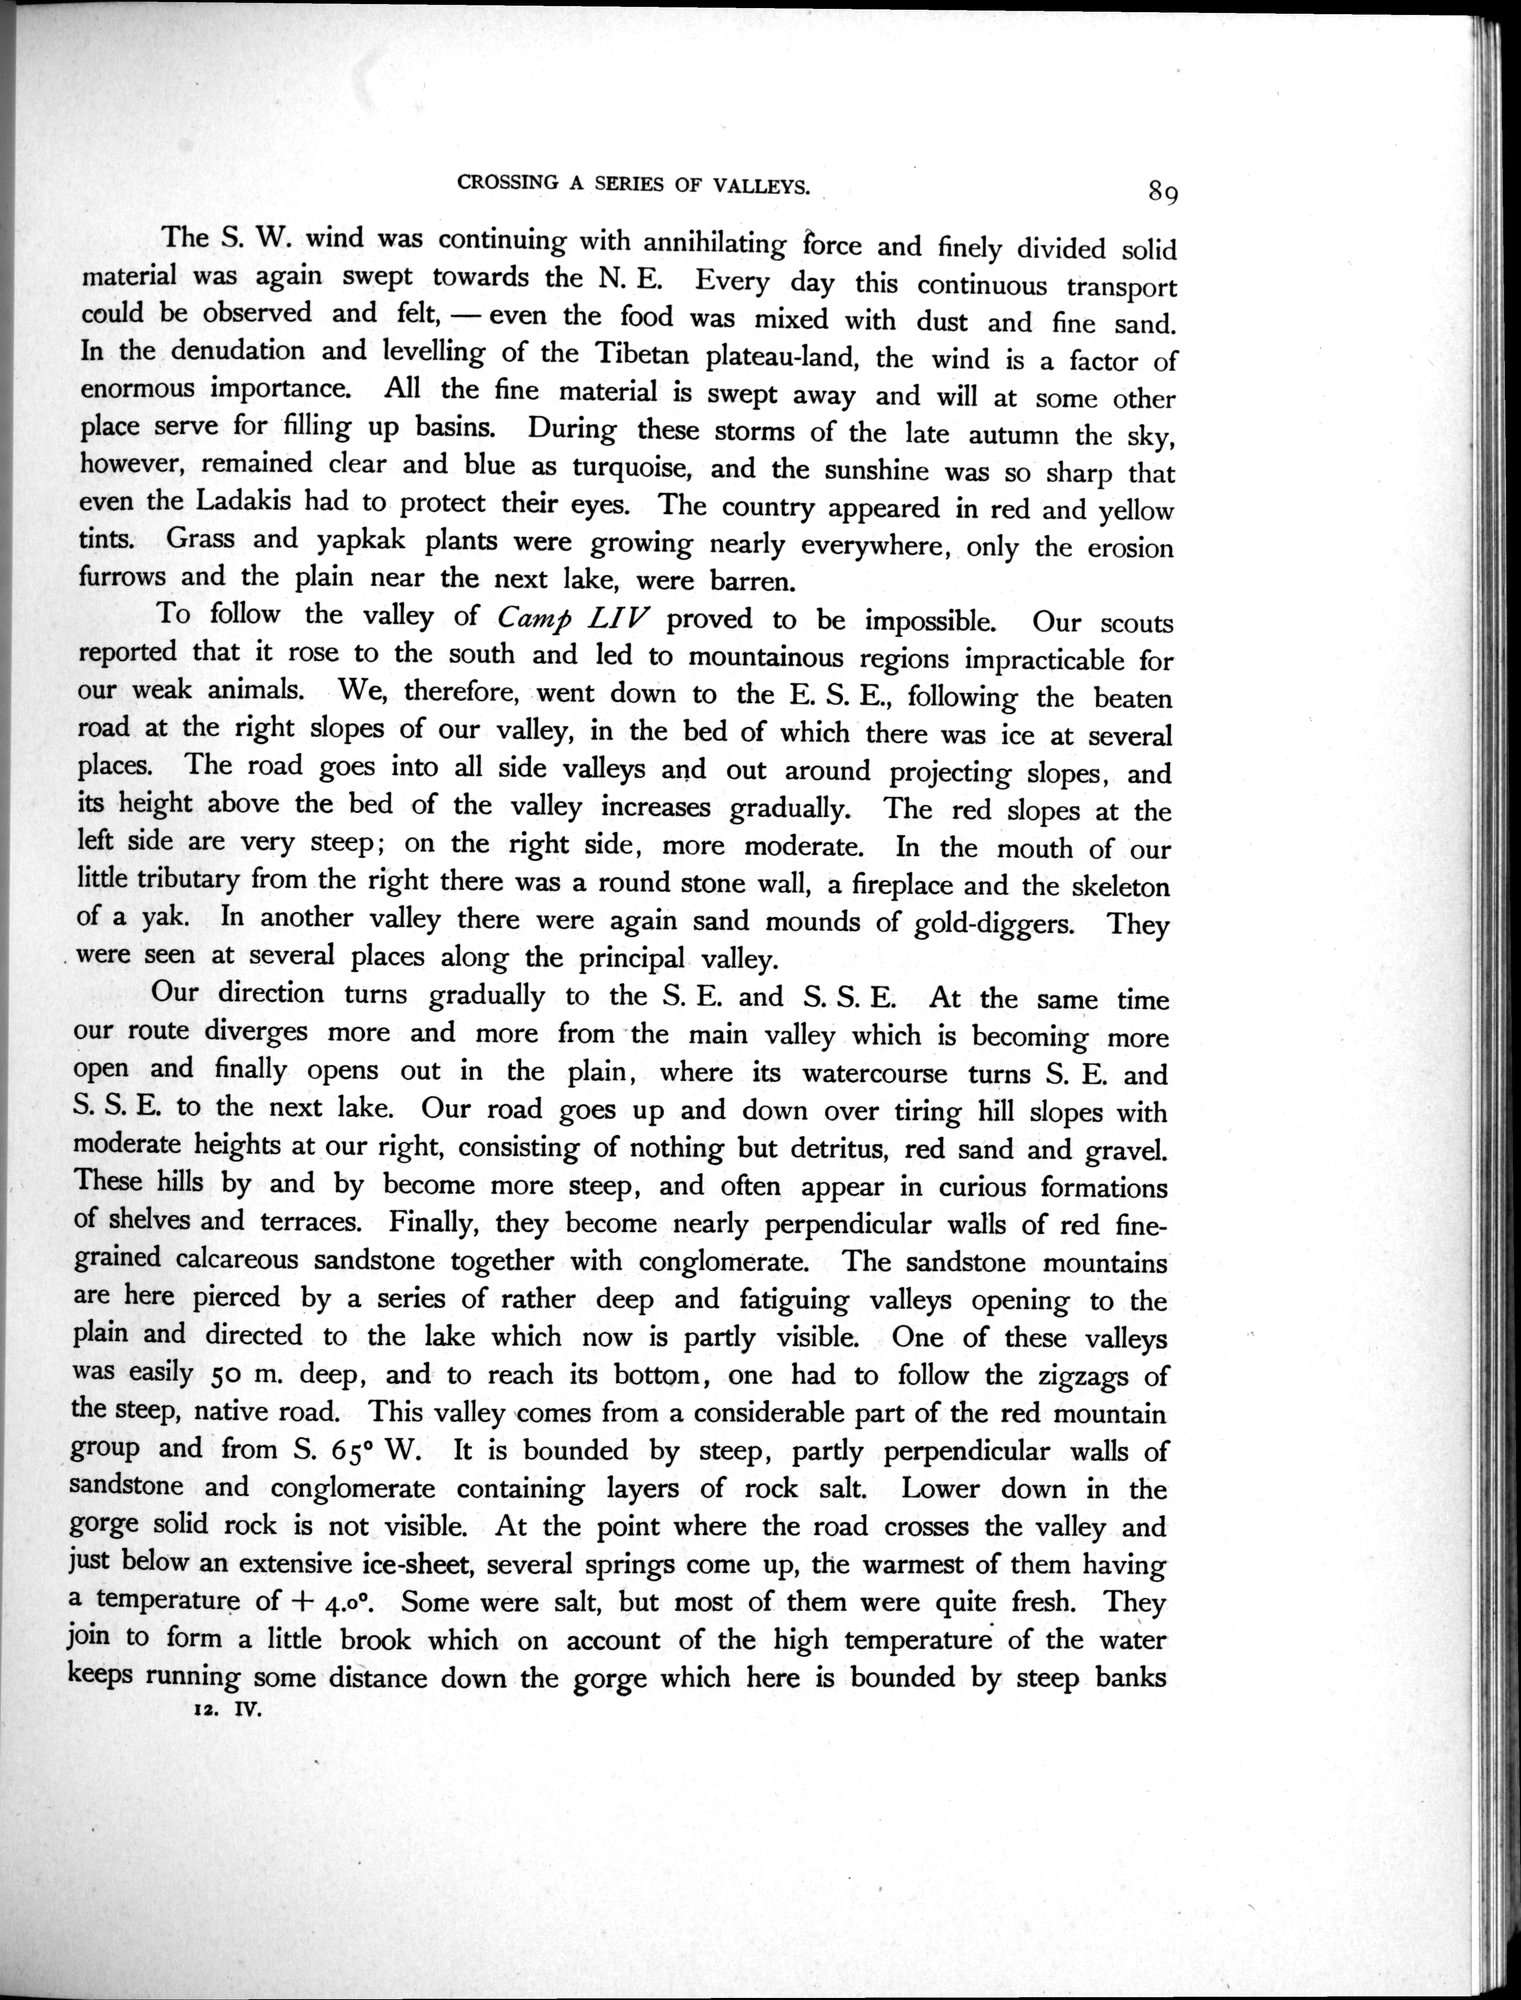 CROSSING A SERIES OF VALLEYS. 89
The S. W. wind was continuing with annihilating force and finely divided solid
material was again swept towards the N. E. Every day this continuous transport
could be observed and felt, — even the food was mixed with dust and fine sand.
In the denudation and levelling of the Tibetan plateau-land, the wind is a factor of
enormous importance. All the fine material is swept away and will at some other
place serve for filling up basins. During these storms of the late autumn the sky,
however, remained clear and blue as turquoise, and the sunshine was so sharp that
even the Ladakis had to protect their eyes. The country appeared in red and yellow
tints. Grass and yapkak plants were growing nearly everywhere, only the erosion
furrows and the plain near the next lake, were barren.
To follow the valley of Camp LIV proved to be impossible. Our scouts
reported that it rose to the south and led to mountainous regions impracticable for
our weak animals. We, therefore, went down to the E. S. E., following the beaten
road at the right slopes of our valley, in the bed of which there was ice at several
places. The road goes into all side valleys and out around projecting slopes, and
its height above the bed of the valley increases gradually. The red slopes at the
left side are very steep; on the right side, more moderate. In the mouth of our
little tributary from the right there was a round stone wall, a fireplace and the skeleton
of a yak. In another valley there were again sand mounds of gold-diggers. They
were seen at several places along the principal valley.
Our direction turns gradually to the S. E. and S. S. E. At the same time
our route diverges more and more from the main valley which is becoming more
open and finally opens out in the plain, where its watercourse turns S. E. and
S. S. E. to the next lake. Our road goes up and down over tiring hill slopes with
moderate heights at our right, consisting of nothing but detritus, red sand and gravel.
These hills by and by become more steep, and often appear in curious formations
of shelves and terraces. Finally, they become nearly perpendicular walls of red fine-
grained calcareous sandstone together with conglomerate. The sandstone mountains
are here pierced by a series of rather deep and fatiguing valleys opening to the
plain and directed to the lake which now is partly visible. One of these valleys
was easily 50 m. deep, and to reach its bottom, one had to follow the zigzags of
the steep, native road. This valley comes from a considerable part of the red mountain
group and from S. 65° W. It is bounded by steep, partly perpendicular walls of
sandstone and conglomerate containing layers of rock salt. Lower down in the
gorge solid rock is not visible. At the point where the road crosses the valley and
just below an extensive ice-sheet, several springs come up, the warmest of them having
a temperature of + 4.0°. Some were salt, but most of them were quite fresh. They
join to form a little brook which on account of the high temperature of the water
keeps running some distance down the gorge which here is bounded by steep banks
12. IV.